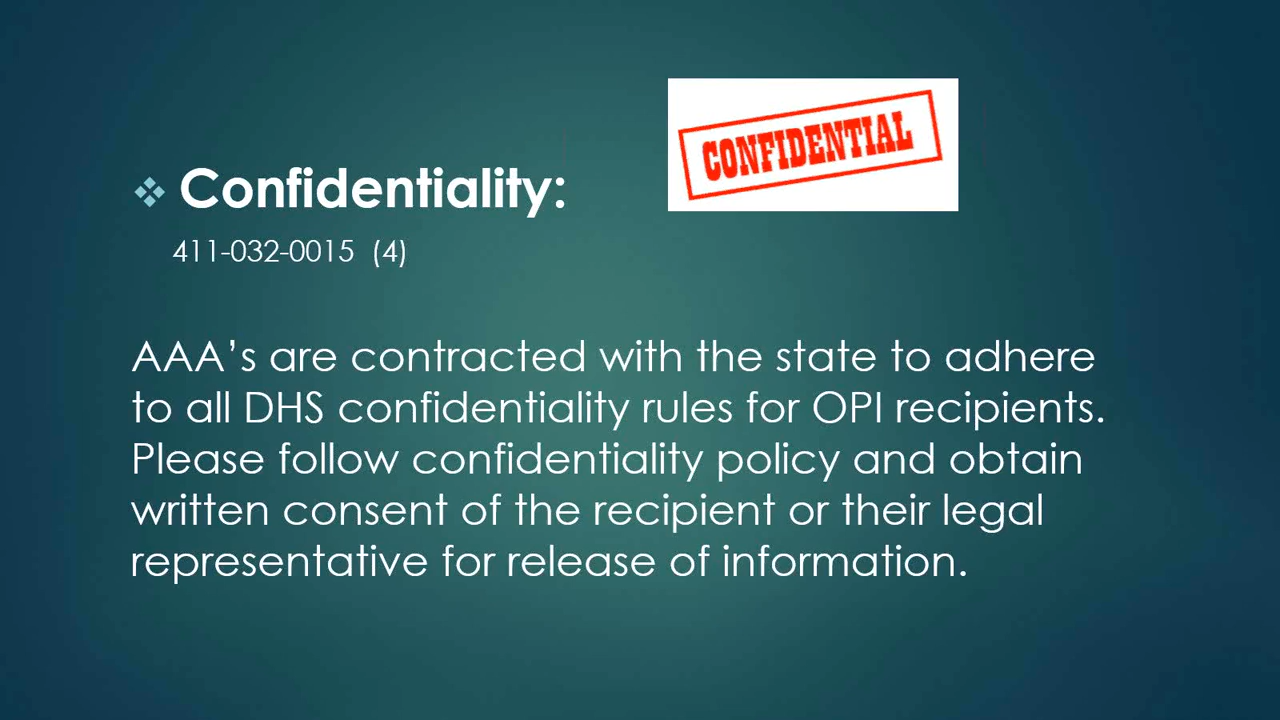 CONFIDENTIAL
❖ Confidentiality:
411-032-0015 (4)
AAA’s are contracted with the state to adhere
to all DHS confidentiality rules for OPI recipients.
Please follow confidentiality policy and obtain
written consent of the recipient or their legal
representative for release of information.